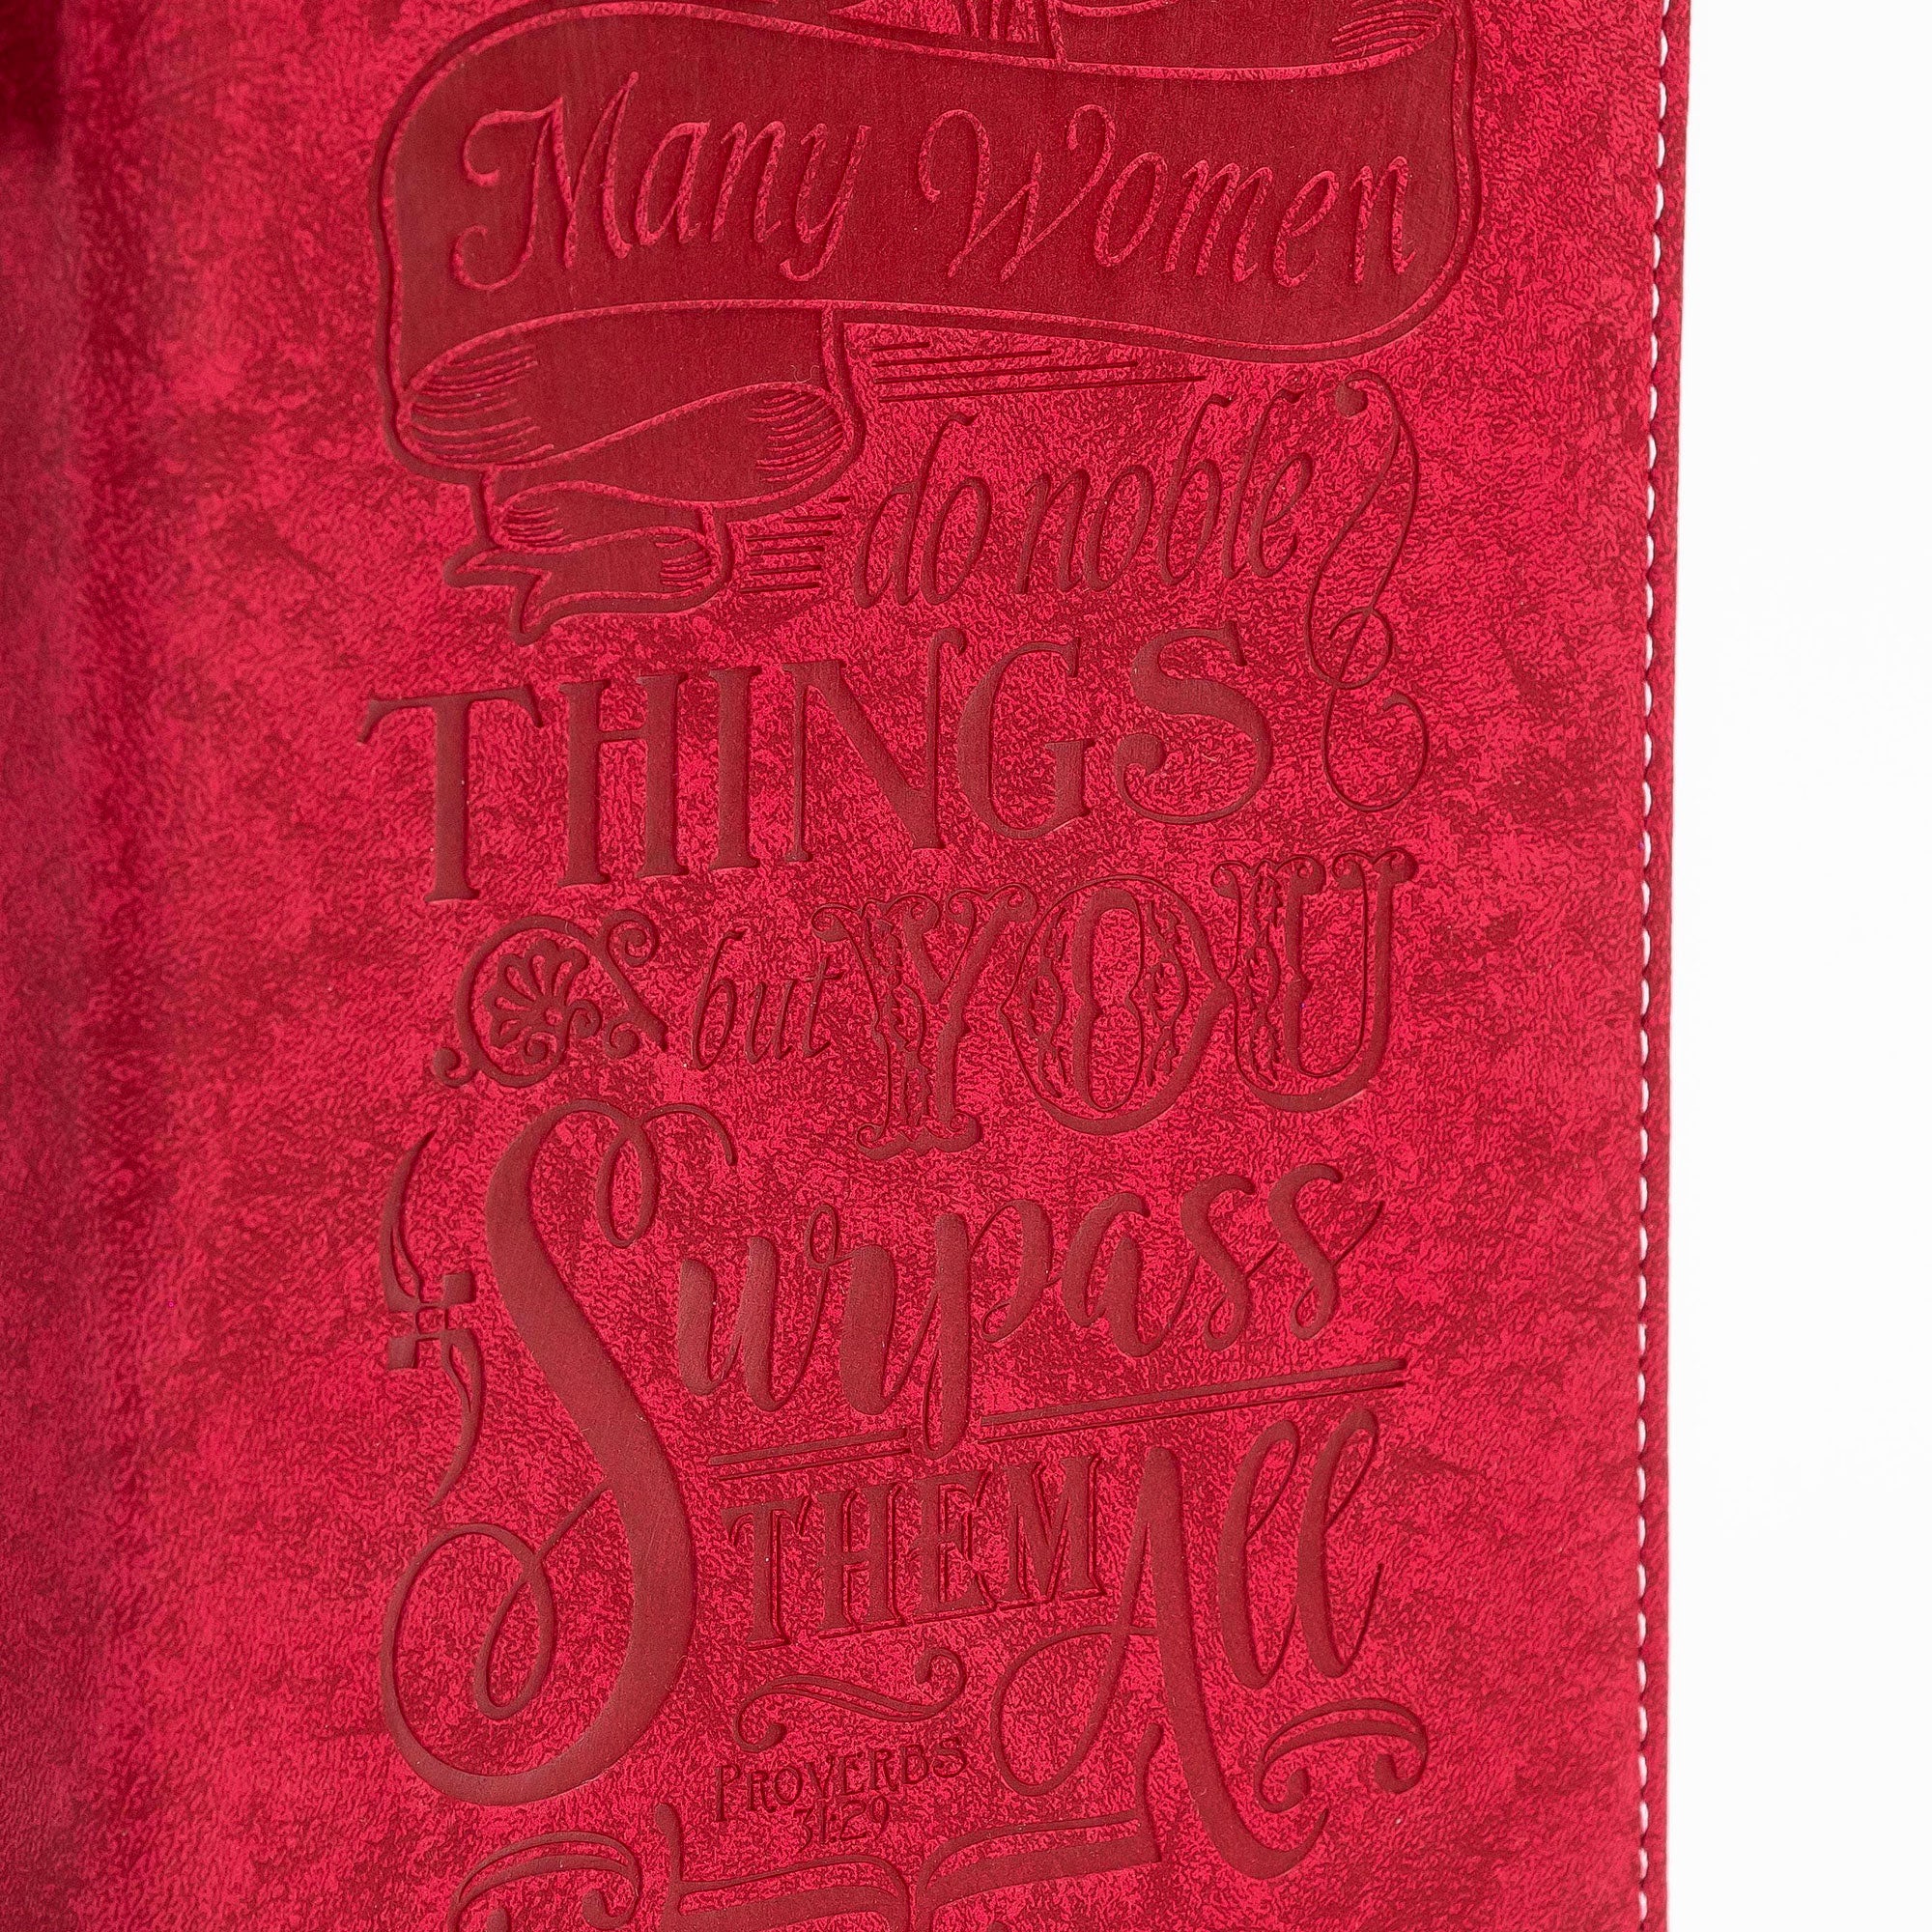 Many Women
do noble
THINGS
but YOU
Surpass
THEM All
PROVERBS
31:29